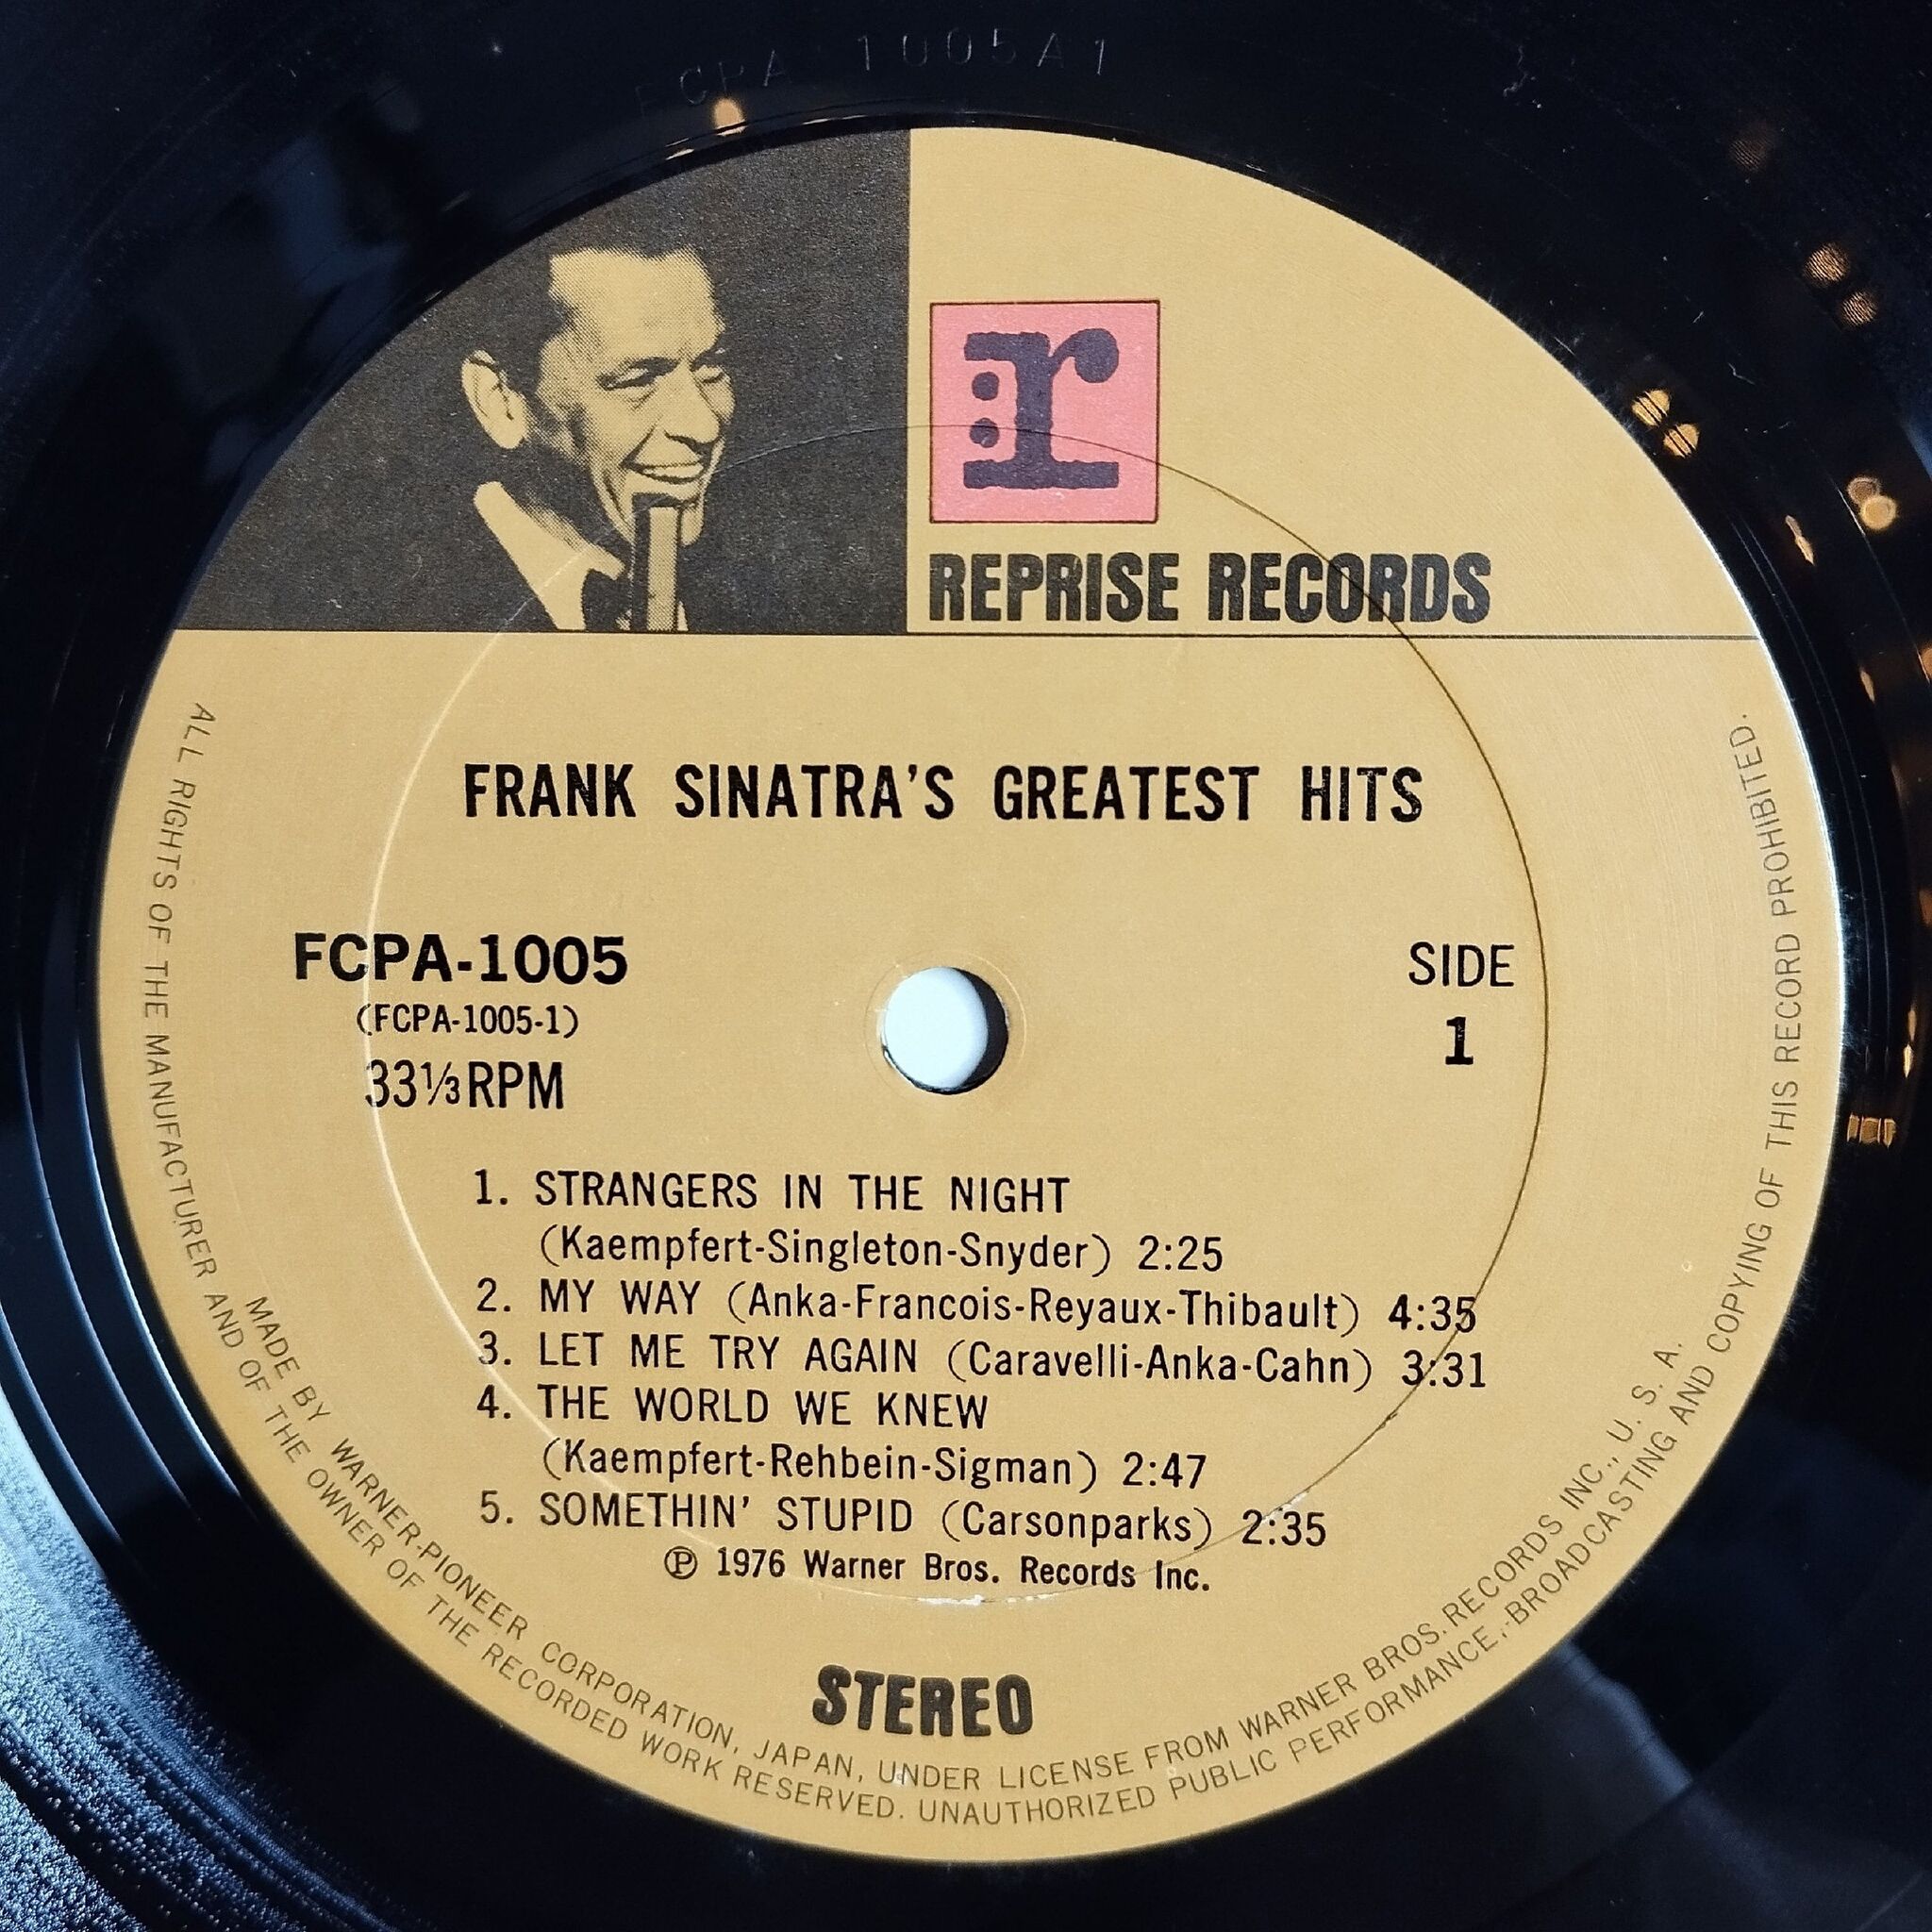 FCPA 1005A1
r
REPRISE RECORDS
FRANK SINATRA'S GREATEST HITS
FCPA-1005
(FCPA-1005-1)
33⅓RPM
SIDE
1
1. STRANGERS IN THE NIGHT
(Kaempfert-Singleton-Snyder) 2:25
2. MY WAY (Anka-Francois-Reyaux-Thibault) 4:35
3. LET ME TRY AGAIN (Caravelli-Anka-Cahn) 3:31
4. THE WORLD WE KNEW
(Kaempfert-Rehbein-Sigman) 2:47
5. SOMETHIN' STUPID (Carsonparks) 2:35
Ⓟ 1976 Warner Bros. Records Inc.
STEREO
MADE BY WARNER-PIONEER CORPORATION, JAPAN, UNDER LICENSE FROM WARNER BROS. RECORDS INC., U. S. A.
ALL RIGHTS OF THE MANUFACTURER AND OF THE OWNER OF THE RECORDED WORK RESERVED. UNAUTHORIZED PUBLIC PERFORMANCE, BROADCASTING AND COPYING OF THIS RECORD PROHIBITED.